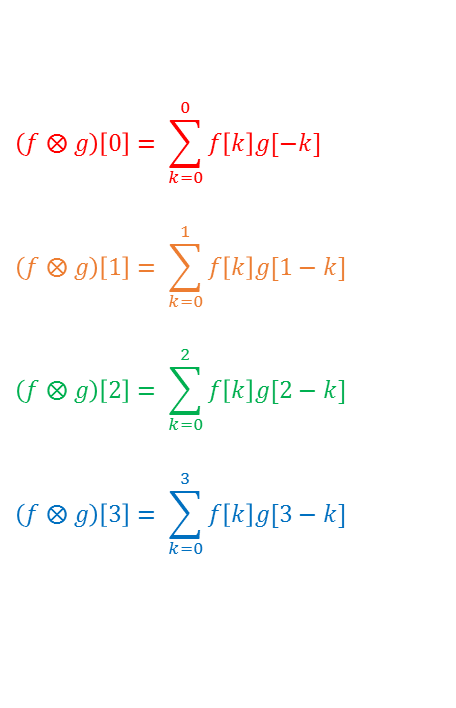 (f ⊗ g)[0] = ∑_{k=0}^{0} f[k]g[−k]
(f ⊗ g)[1] = ∑_{k=0}^{1} f[k]g[1 − k]
(f ⊗ g)[2] = ∑_{k=0}^{2} f[k]g[2 − k]
(f ⊗ g)[3] = ∑_{k=0}^{3} f[k]g[3 − k]